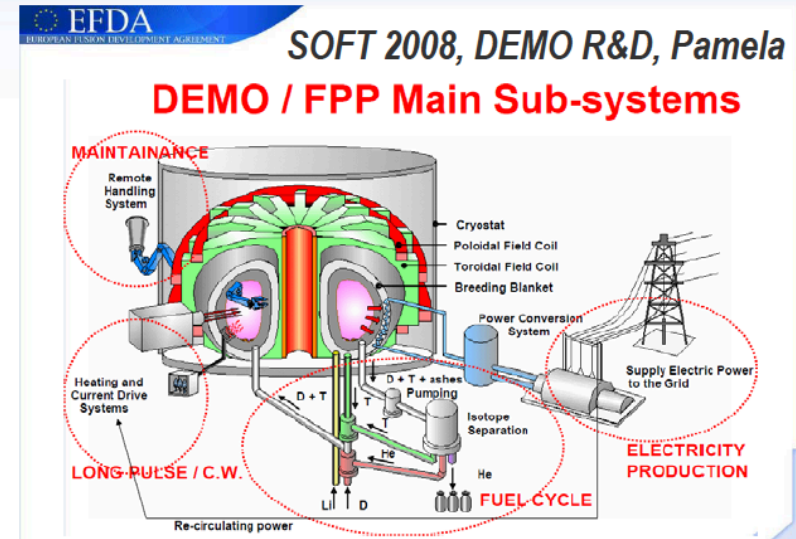 EFDA
EUROPEAN FUSION DEVELOPMENT AGREEMENT
SOFT 2008, DEMO R&D, Pamela
DEMO / FPP Main Sub-systems
MAINTAINANCE
Remote
Handling
System
Cryostat
Poloidal Field Coil
Toroidal Field Coil
Breeding Blanket
Power Conversion
System
Supply Electric Power
to the Grid
Heating and
Current Drive
Systems
D + T
D + T + ashes
Pumping
T
T
Isotope
Separation
He
He
ELECTRICITY
PRODUCTION
LONG PULSE / C.W.
Li
D
FUEL CYCLE
Re-circulating power